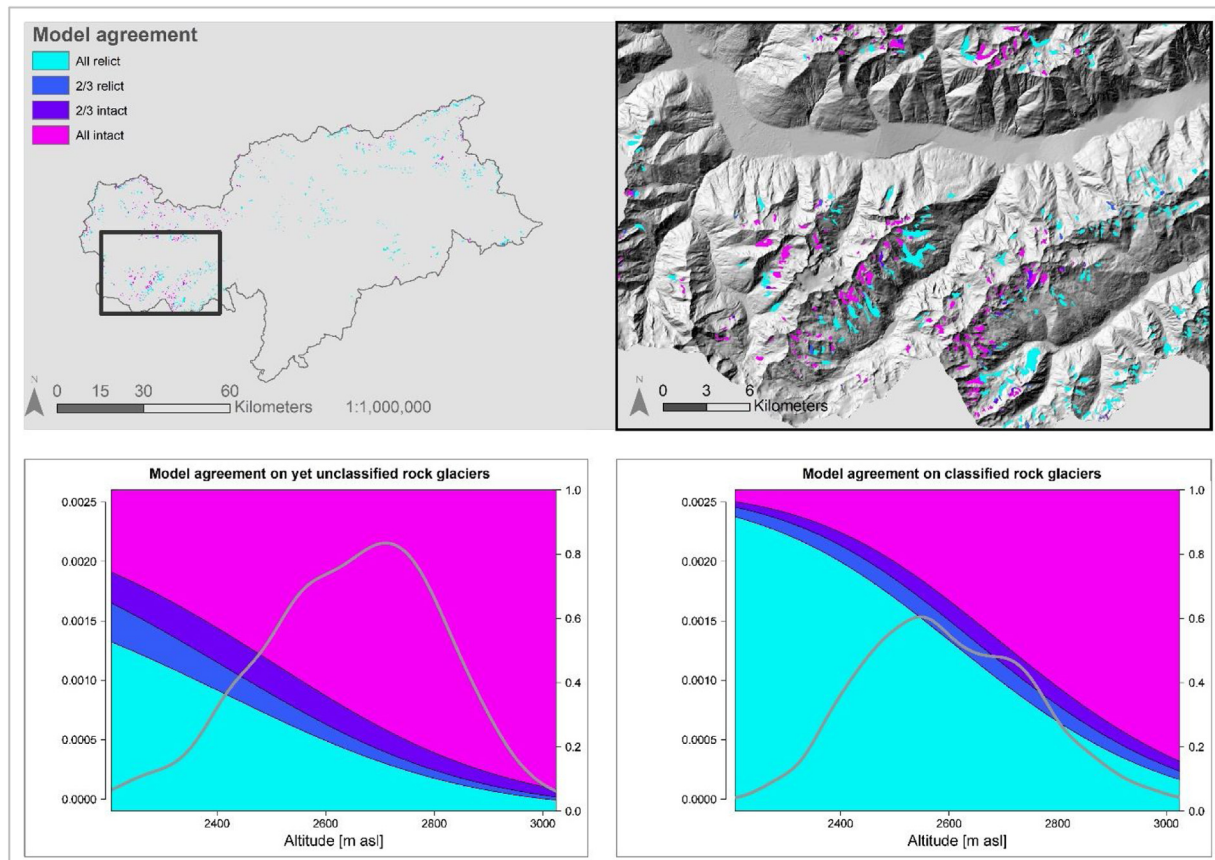 Model agreement
All relict
2/3 relict
2/3 intact
All intact
N
0 15 30 60
Kilometers 1:1,000,000
N
0 3 6
Kilometers
Model agreement on yet unclassified rock glaciers
0.0025
0.0020
0.0015
0.0010
0.0005
0.0000
1.0
0.8
0.6
0.4
0.2
0.0
2400 2600 2800 3000
Altitude [m asl]
Model agreement on classified rock glaciers
0.0025
0.0020
0.0015
0.0010
0.0005
0.0000
1.0
0.8
0.6
0.4
0.2
0.0
2400 2600 2800 3000
Altitude [m asl]